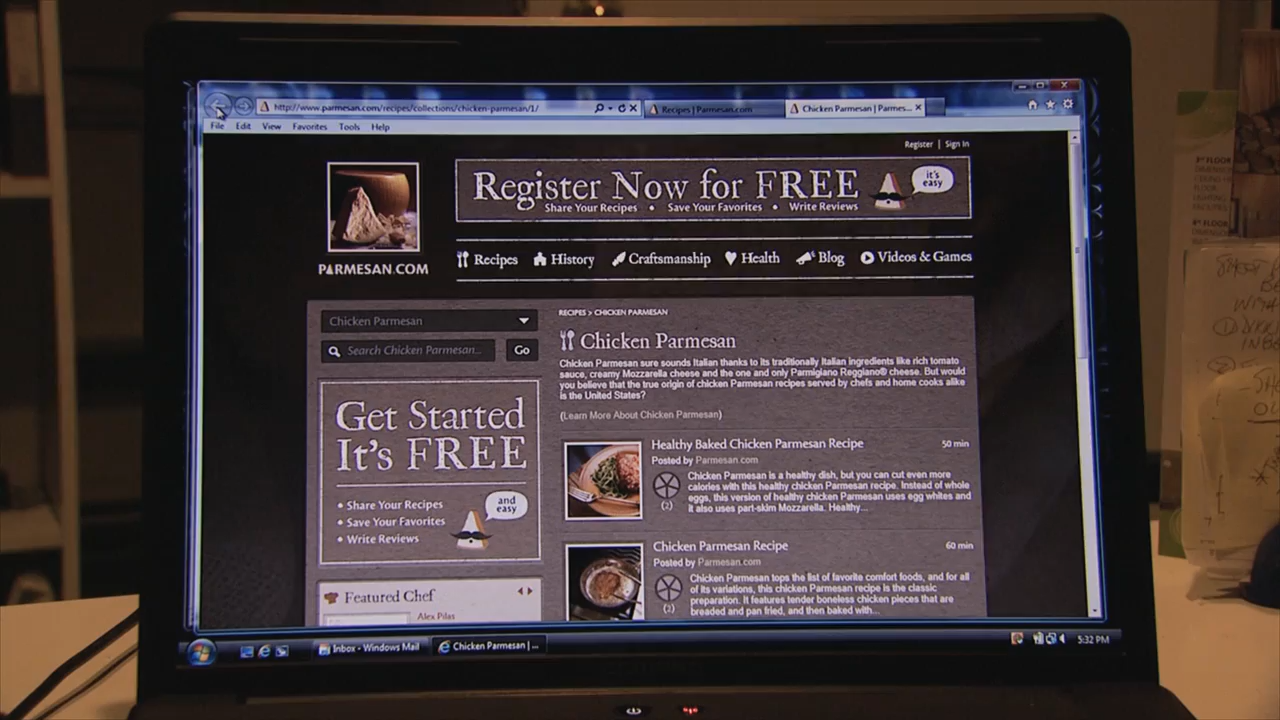 http://www.parmesan.com/recipes/collections/chicken-parmesan/1/
Recipes | Parmesan.com
Chicken Parmesan | Parmes...
File Edit View Favorites Tools Help
Register | Sign In
Register Now for FREE
Share Your Recipes • Save Your Favorites • Write Reviews
it's
easy
PARMESAN.COM
Recipes History Craftsmanship Health Blog Videos & Games
Chicken Parmesan
Search Chicken Parmesan... Go
Get Started
It's FREE
• Share Your Recipes
• Save Your Favorites
• Write Reviews
and
easy
Featured Chef
Alex Pilas
RECIPES > CHICKEN PARMESAN
Chicken Parmesan
Chicken Parmesan sure sounds Italian thanks to its traditionally Italian ingredients like rich tomato
sauce, creamy Mozzarella cheese and the one and only Parmigiano Reggiano® cheese. But would
you believe that the true origin of chicken Parmesan recipes served by chefs and home cooks alike
is the United States?
(Learn More About Chicken Parmesan)
Healthy Baked Chicken Parmesan Recipe 50 min
Posted by Parmesan.com
Chicken Parmesan is a healthy dish, but you can cut even more
calories with this healthy chicken Parmesan recipe. Instead of whole
eggs, this version of healthy chicken Parmesan uses egg whites and
it also uses part-skim Mozzarella. Healthy...
(2)
Chicken Parmesan Recipe 60 min
Posted by Parmesan.com
Chicken Parmesan tops the list of favorite comfort foods, and for all
of its variations, this chicken Parmesan recipe is the classic
preparation. It features tender boneless chicken pieces that are
breaded and pan fried, and then baked with...
(2)
Inbox - Windows Mail
Chicken Parmesan | ...
5:32 PM
3RD FLOOR
FLOOR